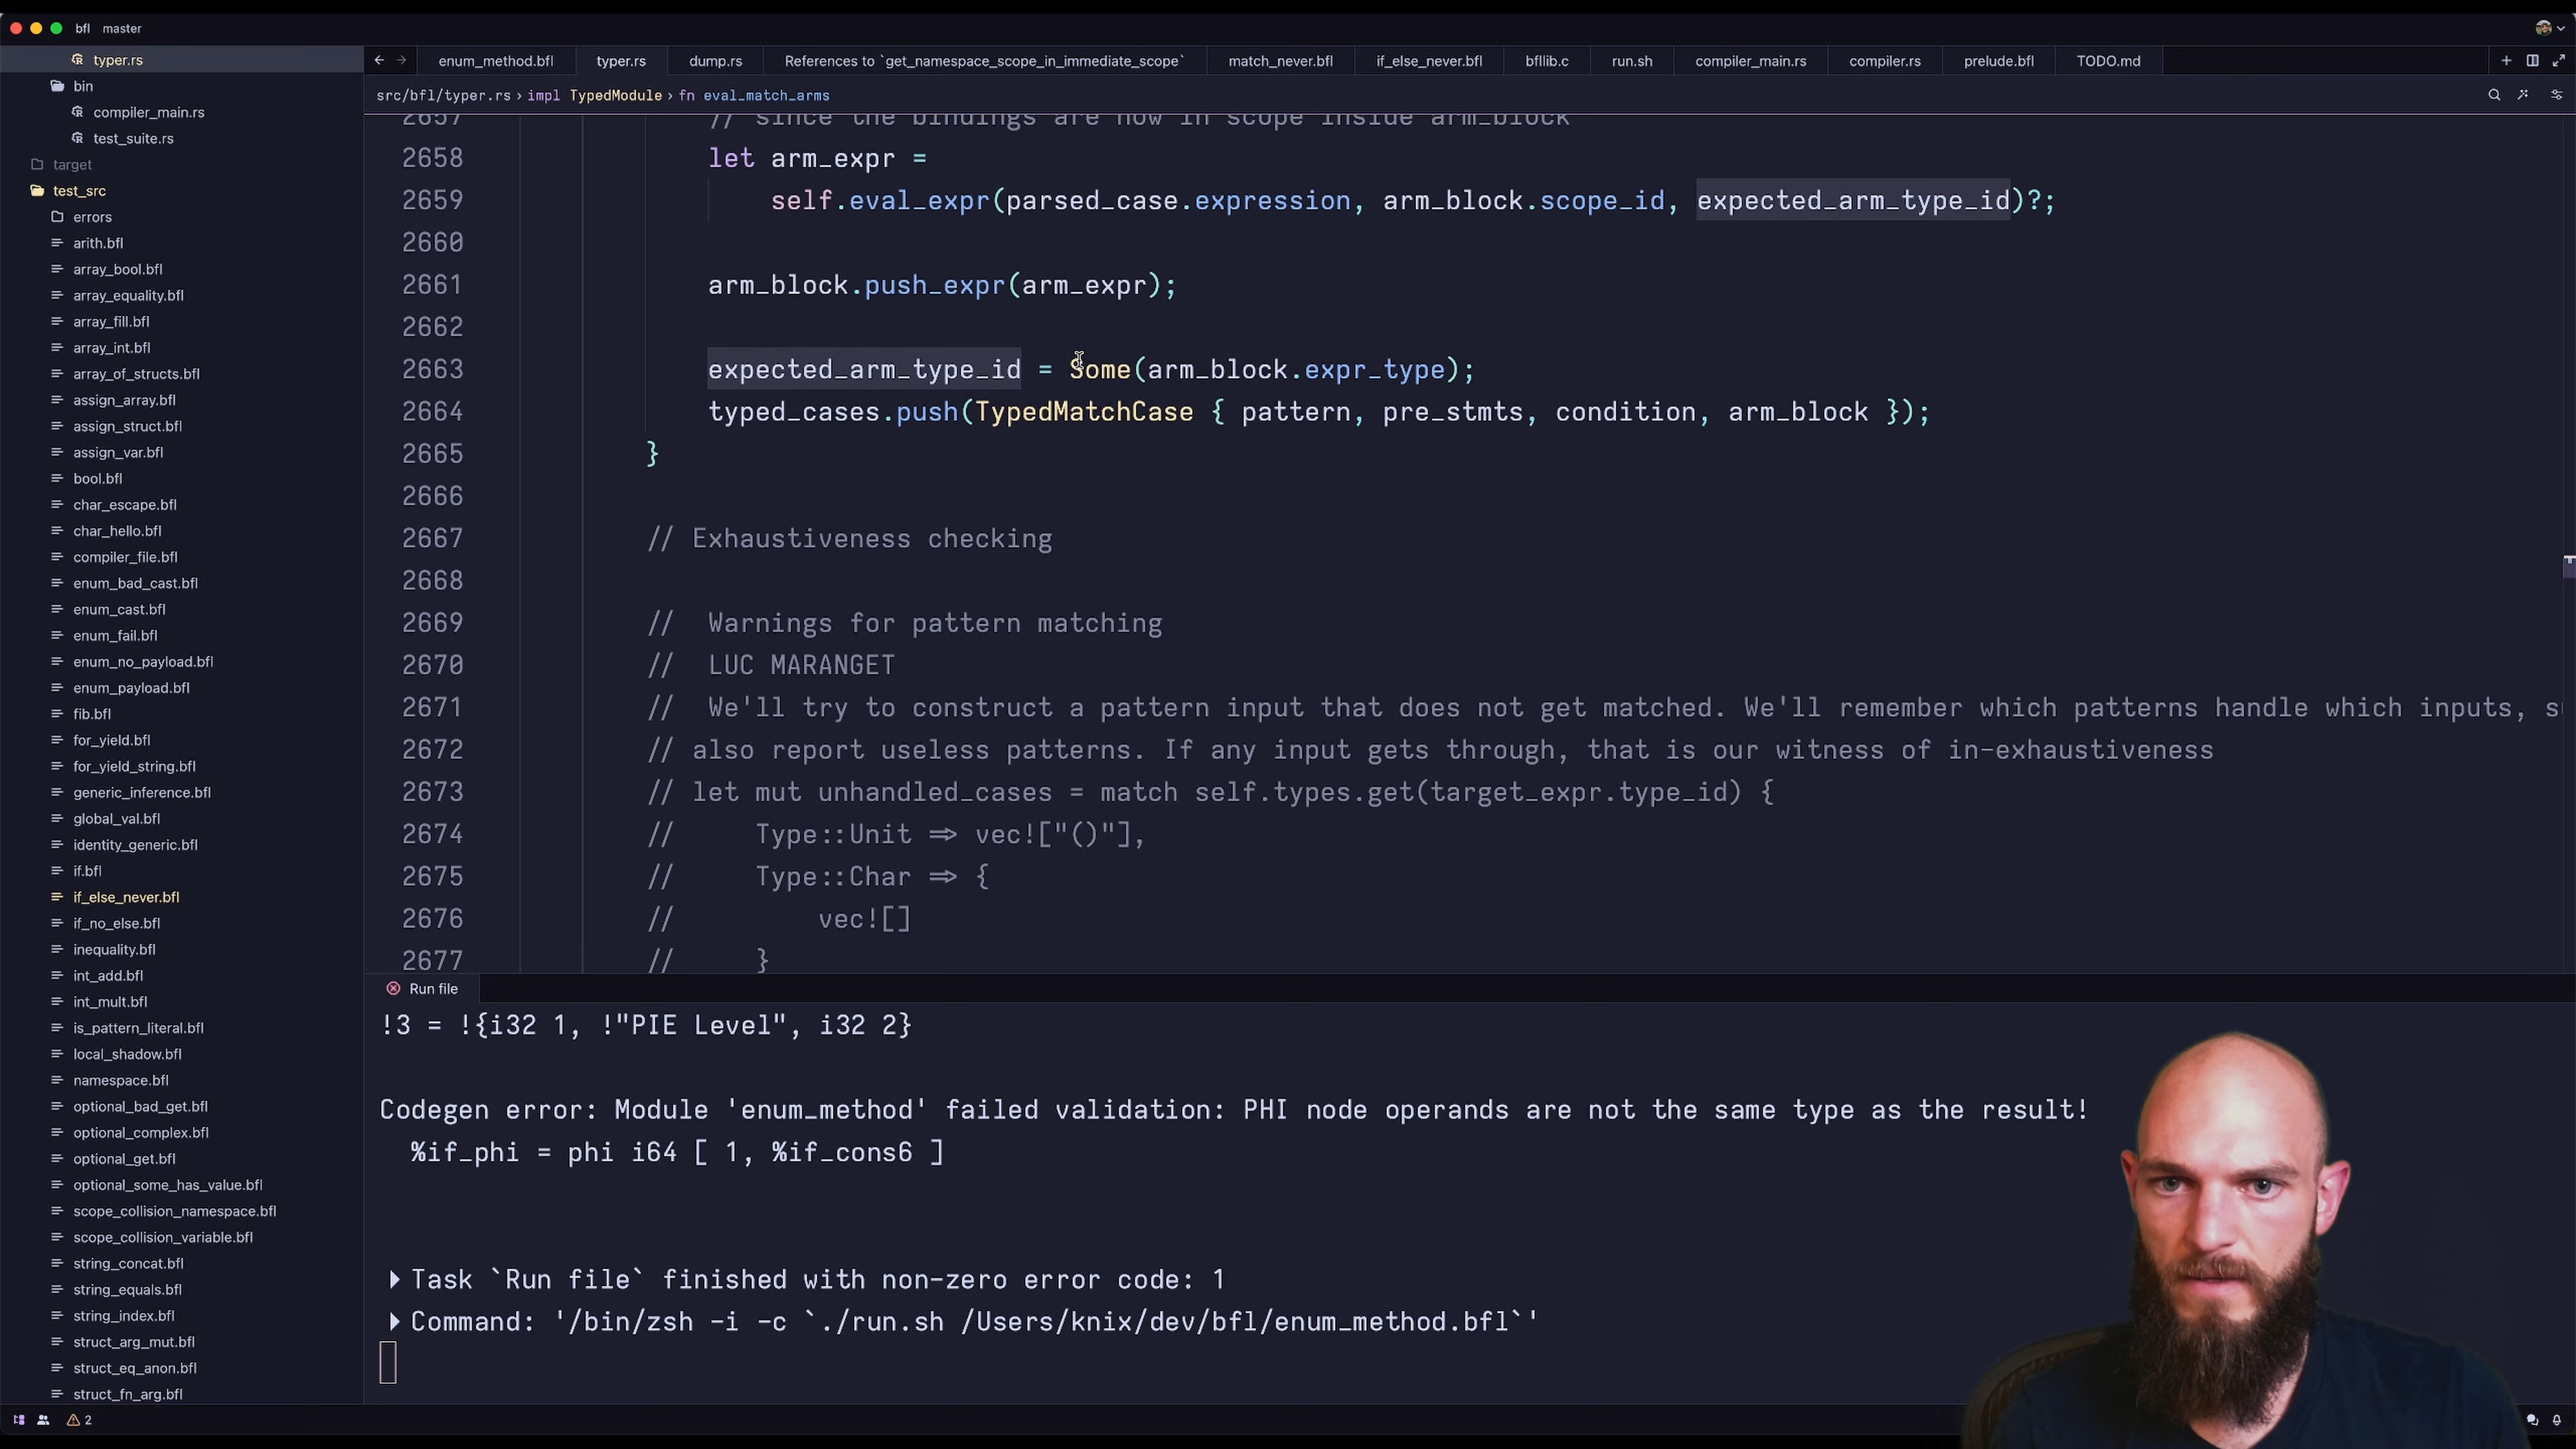 bfl master
typer.rs
bin
compiler_main.rs
test_suite.rs
target
test_src
errors
arith.bfl
array_bool.bfl
array_equality.bfl
array_fill.bfl
array_int.bfl
array_of_structs.bfl
assign_array.bfl
assign_struct.bfl
assign_var.bfl
bool.bfl
char_escape.bfl
char_hello.bfl
compiler_file.bfl
enum_bad_cast.bfl
enum_cast.bfl
enum_fail.bfl
enum_no_payload.bfl
enum_payload.bfl
fib.bfl
for_yield.bfl
for_yield_string.bfl
generic_inference.bfl
global_val.bfl
identity_generic.bfl
if.bfl
if_else_never.bfl
if_no_else.bfl
inequality.bfl
int_add.bfl
int_mult.bfl
is_pattern_literal.bfl
local_shadow.bfl
namespace.bfl
optional_bad_get.bfl
optional_complex.bfl
optional_get.bfl
optional_some_has_value.bfl
scope_collision_namespace.bfl
scope_collision_variable.bfl
string_concat.bfl
string_equals.bfl
string_index.bfl
struct_arg_mut.bfl
struct_eq_anon.bfl
struct_fn_arg.bfl
2
enum_method.bfl typer.rs dump.rs References to `get_namespace_scope_in_immediate_scope` match_never.bfl if_else_never.bfl bfllib.c run.sh compiler_main.rs compiler.rs prelude.bfl TODO.md
src/bfl/typer.rs › impl TypedModule › fn eval_match_arms
2657 // since the bindings are now in scope inside arm_block
2658 let arm_expr =
2659 self.eval_expr(parsed_case.expression, arm_block.scope_id, expected_arm_type_id)?;
2660
2661 arm_block.push_expr(arm_expr);
2662
2663 expected_arm_type_id = Some(arm_block.expr_type);
2664 typed_cases.push(TypedMatchCase { pattern, pre_stmts, condition, arm_block });
2665 }
2666
2667 // Exhaustiveness checking
2668
2669 // Warnings for pattern matching
2670 // LUC MARANGET
2671 // We'll try to construct a pattern input that does not get matched. We'll remember which patterns handle which inputs,
2672 // also report useless patterns. If any input gets through, that is our witness of in-exhaustiveness
2673 // let mut unhandled_cases = match self.types.get(target_expr.type_id) {
2674 // Type::Unit => vec!["()"],
2675 // Type::Char => {
2676 // vec![]
2677 // }
Run file
!3 = !{i32 1, !"PIE Level", i32 2}
Codegen error: Module 'enum_method' failed validation: PHI node operands are not the same type as the result!
%if_phi = phi i64 [ 1, %if_cons6 ]
Task `Run file` finished with non-zero error code: 1
Command: '/bin/zsh -i -c `./run.sh /Users/knix/dev/bfl/enum_method.bfl`'